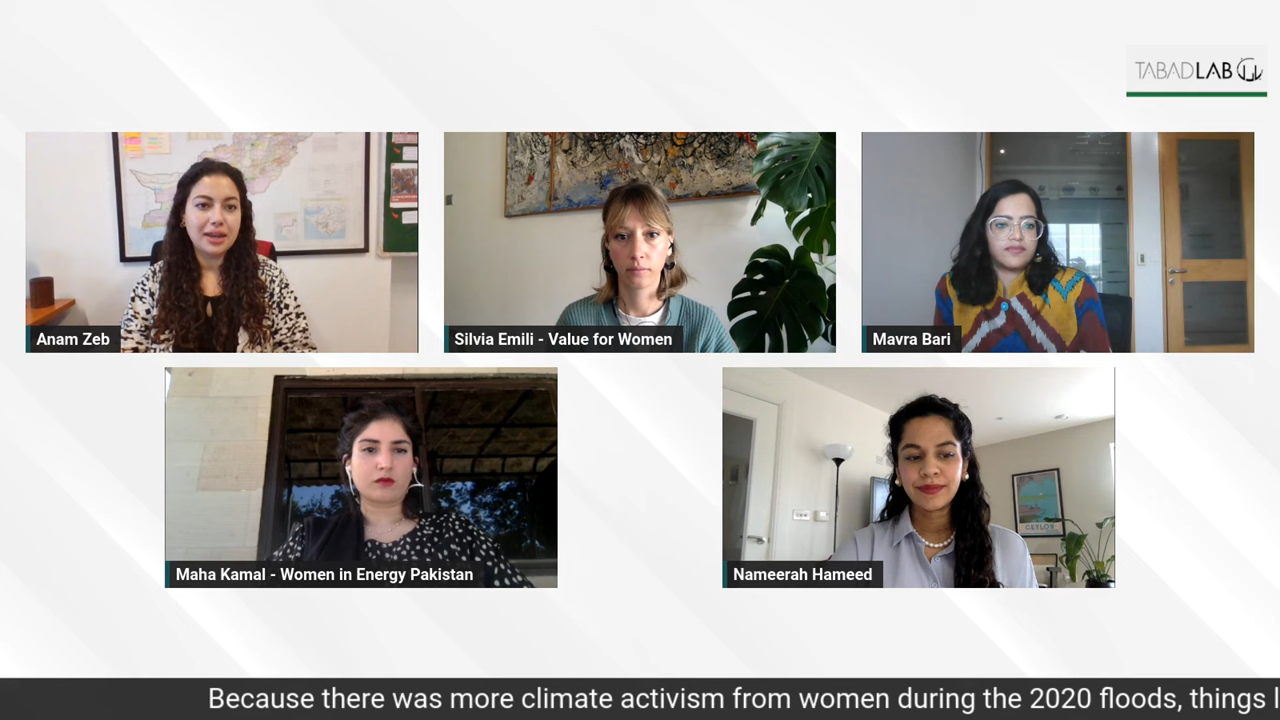 TABADLAB
Anam Zeb
Silvia Emili - Value for Women
Mavra Bari
Maha Kamal - Women in Energy Pakistan
CEYLON
Nameerah Hameed
Because there was more climate activism from women during the 2020 floods, things l